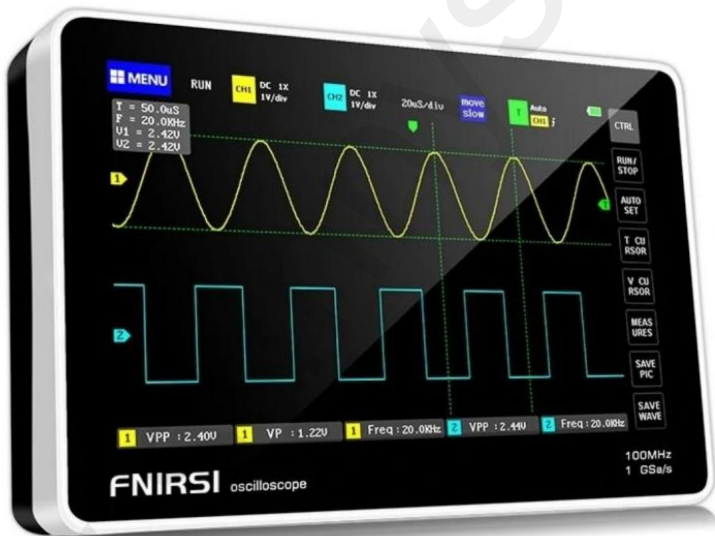 MENU
RUN
CH1
DC 1X
1V/div
CH2
DC 1X
1V/div
20uS/div
move
slow
T
Auto
CH1
CTRL
T = 50.0uS
F = 20.0KHz
V1 = 2.42V
V2 = 2.42V
RUN/
STOP
AUTO
SET
T CU
RSOR
V CU
RSOR
MEAS
URES
SAVE
PIC
SAVE
WAVE
1
T
2
1 VPP :2.40V
1 VP :1.22V
1 Freq:20.0KHz
2 VPP :2.44V
2 Freq:20.0KHz
FNIRSI oscilloscope
100MHz
1 GSa/s